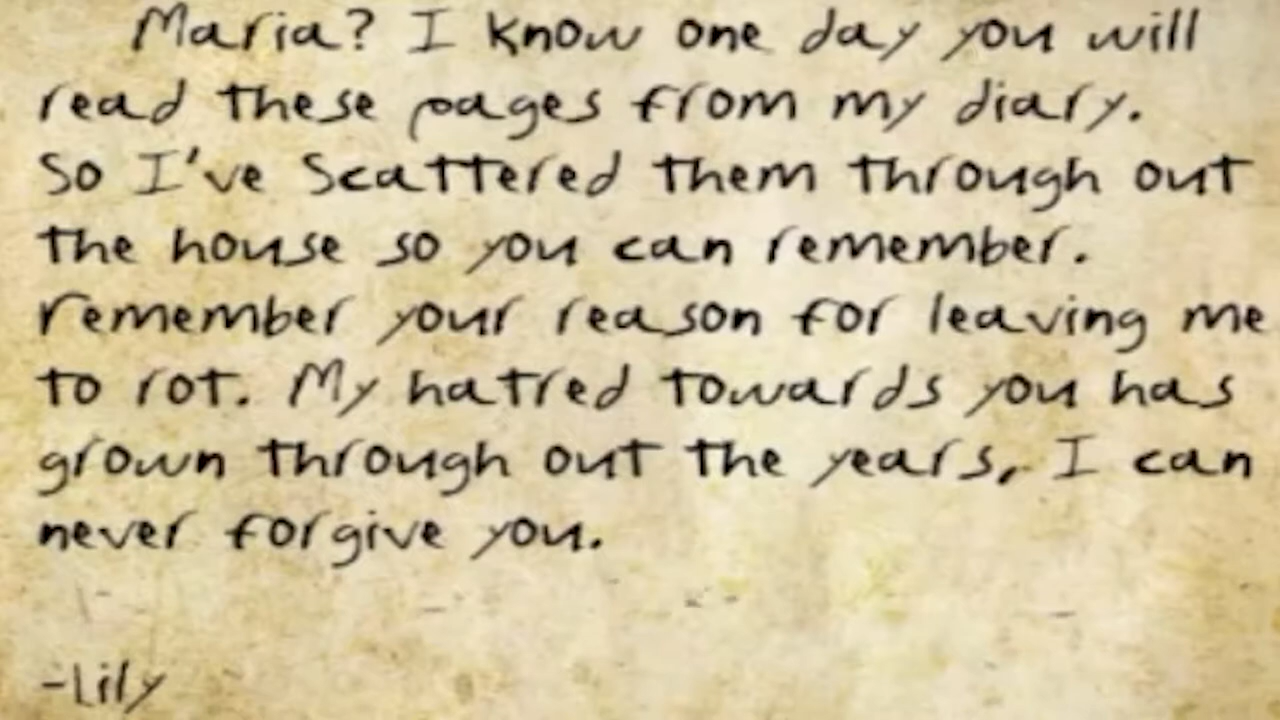 Maria? I know one day you will
read these pages from my diary.
So I've Scattered them through out
the house so you can remember.
remember your reason for leaving me
to rot. My hatred towards you has
grown through out the years, I can
never forgive you.
-Lily